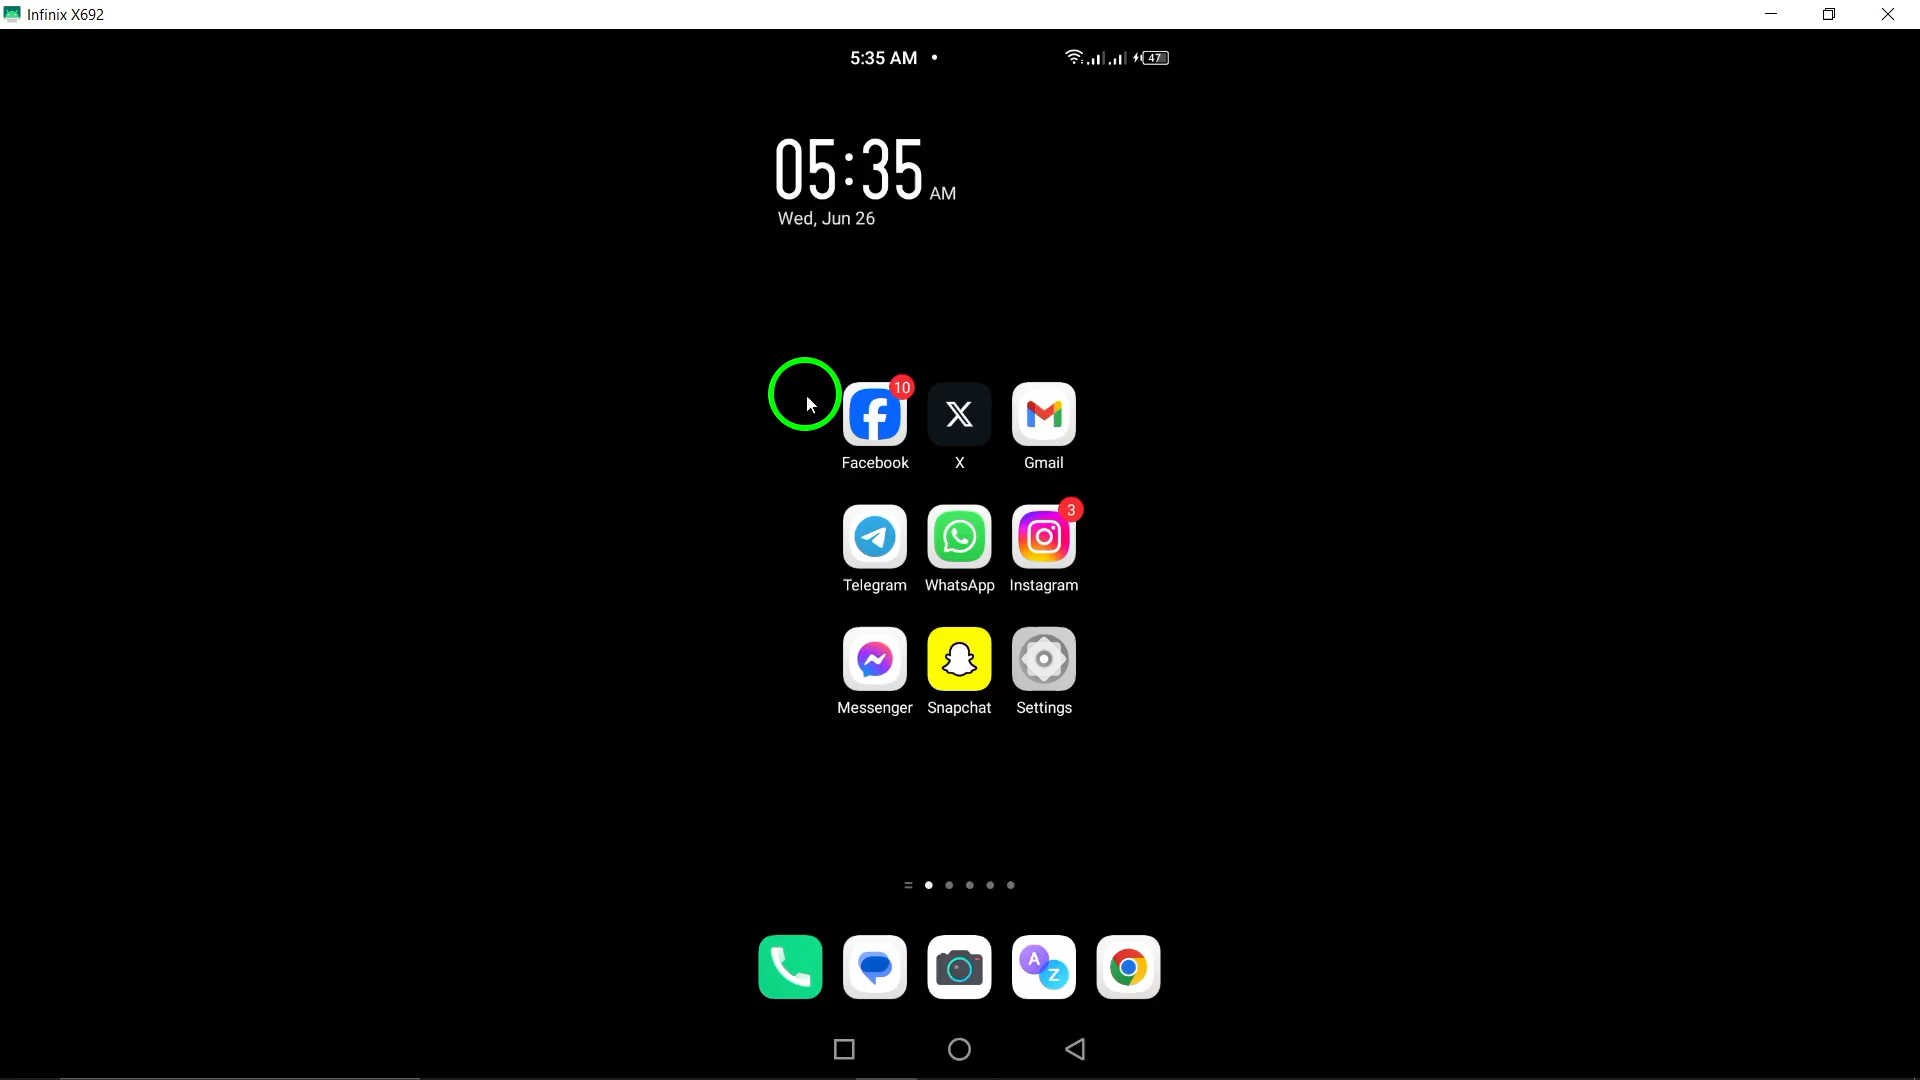 Infinix X692
5:35 AM
47
05:35 AM
Wed, Jun 26
10
Facebook X Gmail
3
Telegram WhatsApp Instagram
Messenger Snapchat Settings
A Z